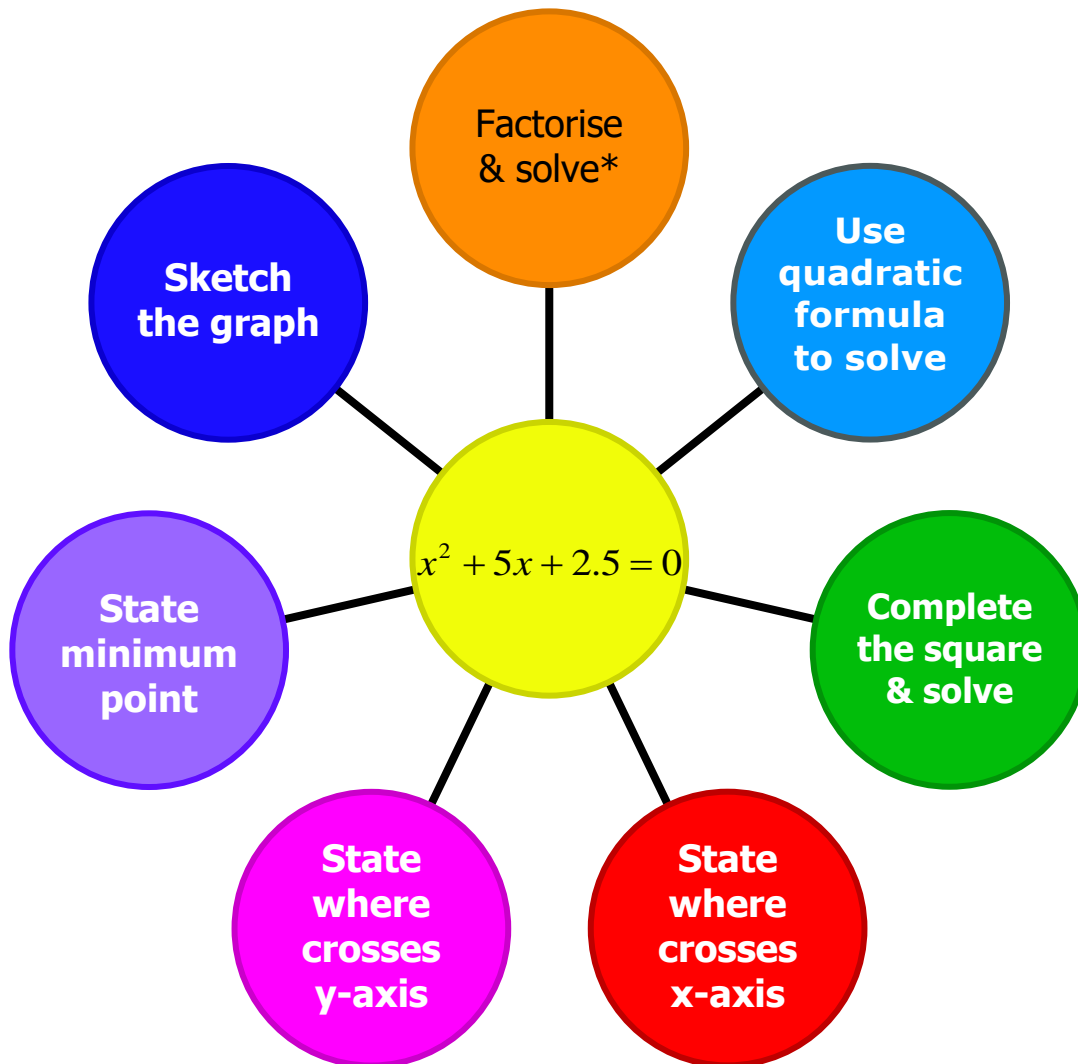 Factorise
& solve*
Use
quadratic
formula
to solve
Sketch
the graph
x² + 5x + 2.5 = 0
State
minimum
point
Complete
the square
& solve
State
where
crosses
y-axis
State
where
crosses
x-axis